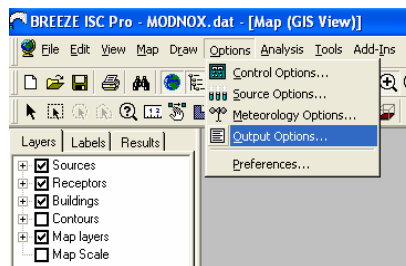 BREEZE ISC Pro - MODNOX.dat - [Map (GIS View)]
File Edit View Map Draw Options Analysis Tools Add-Ins
Control Options...
Source Options...
Meteorology Options...
Output Options...
Preferences...
Layers Labels Results
Sources
Receptors
Buildings
Contours
Map layers
Map Scale